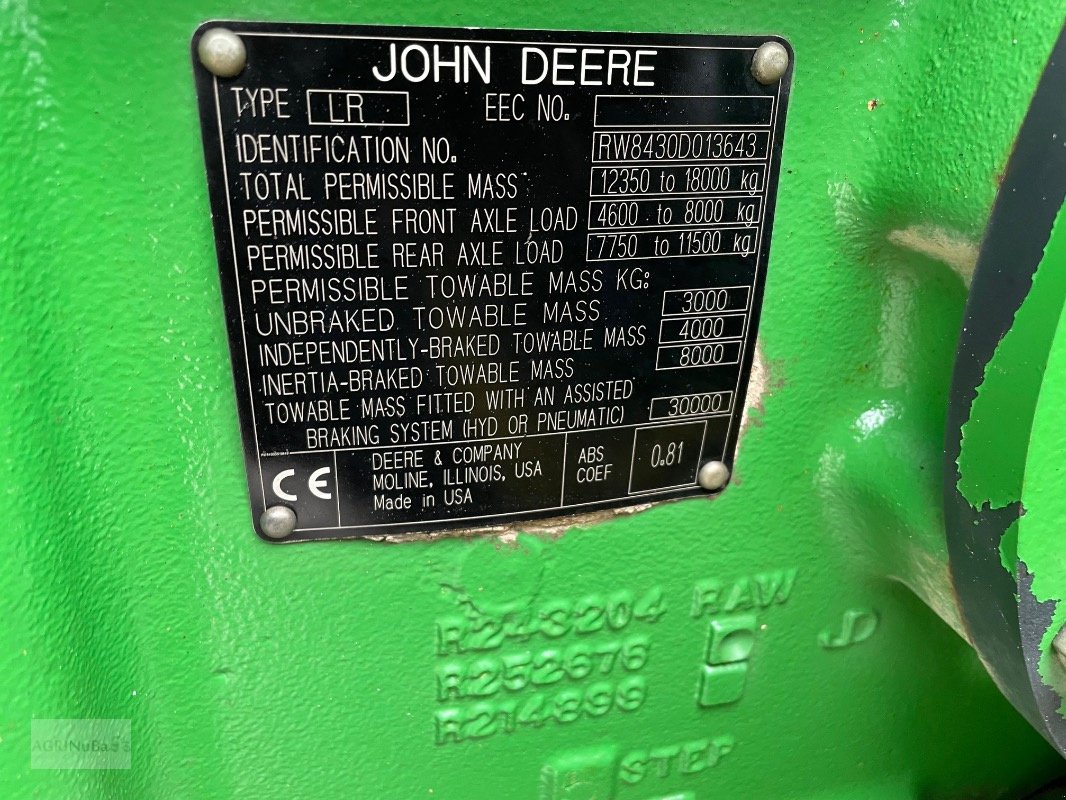 JOHN DEERE
TYPE LR EEC NO.
IDENTIFICATION NO. RW8430D013643
TOTAL PERMISSIBLE MASS 12350 to 18000 kg
PERMISSIBLE FRONT AXLE LOAD 4600 to 8000 kg
PERMISSIBLE REAR AXLE LOAD 7750 to 11500 kg
PERMISSIBLE TOWABLE MASS KG:
UNBRAKED TOWABLE MASS 3000
INDEPENDENTLY-BRAKED TOWABLE MASS 4000
INERTIA-BRAKED TOWABLE MASS 8000
TOWABLE MASS FITTED WITH AN ASSISTED
BRAKING SYSTEM (HYD OR PNEUMATIC) 30000
CE
DEERE & COMPANY
MOLINE, ILLINOIS, USA
Made in USA
ABS
COEF
0.81
R243204 RAW
R252676
R214899
JD
STEP
AGRINuBa